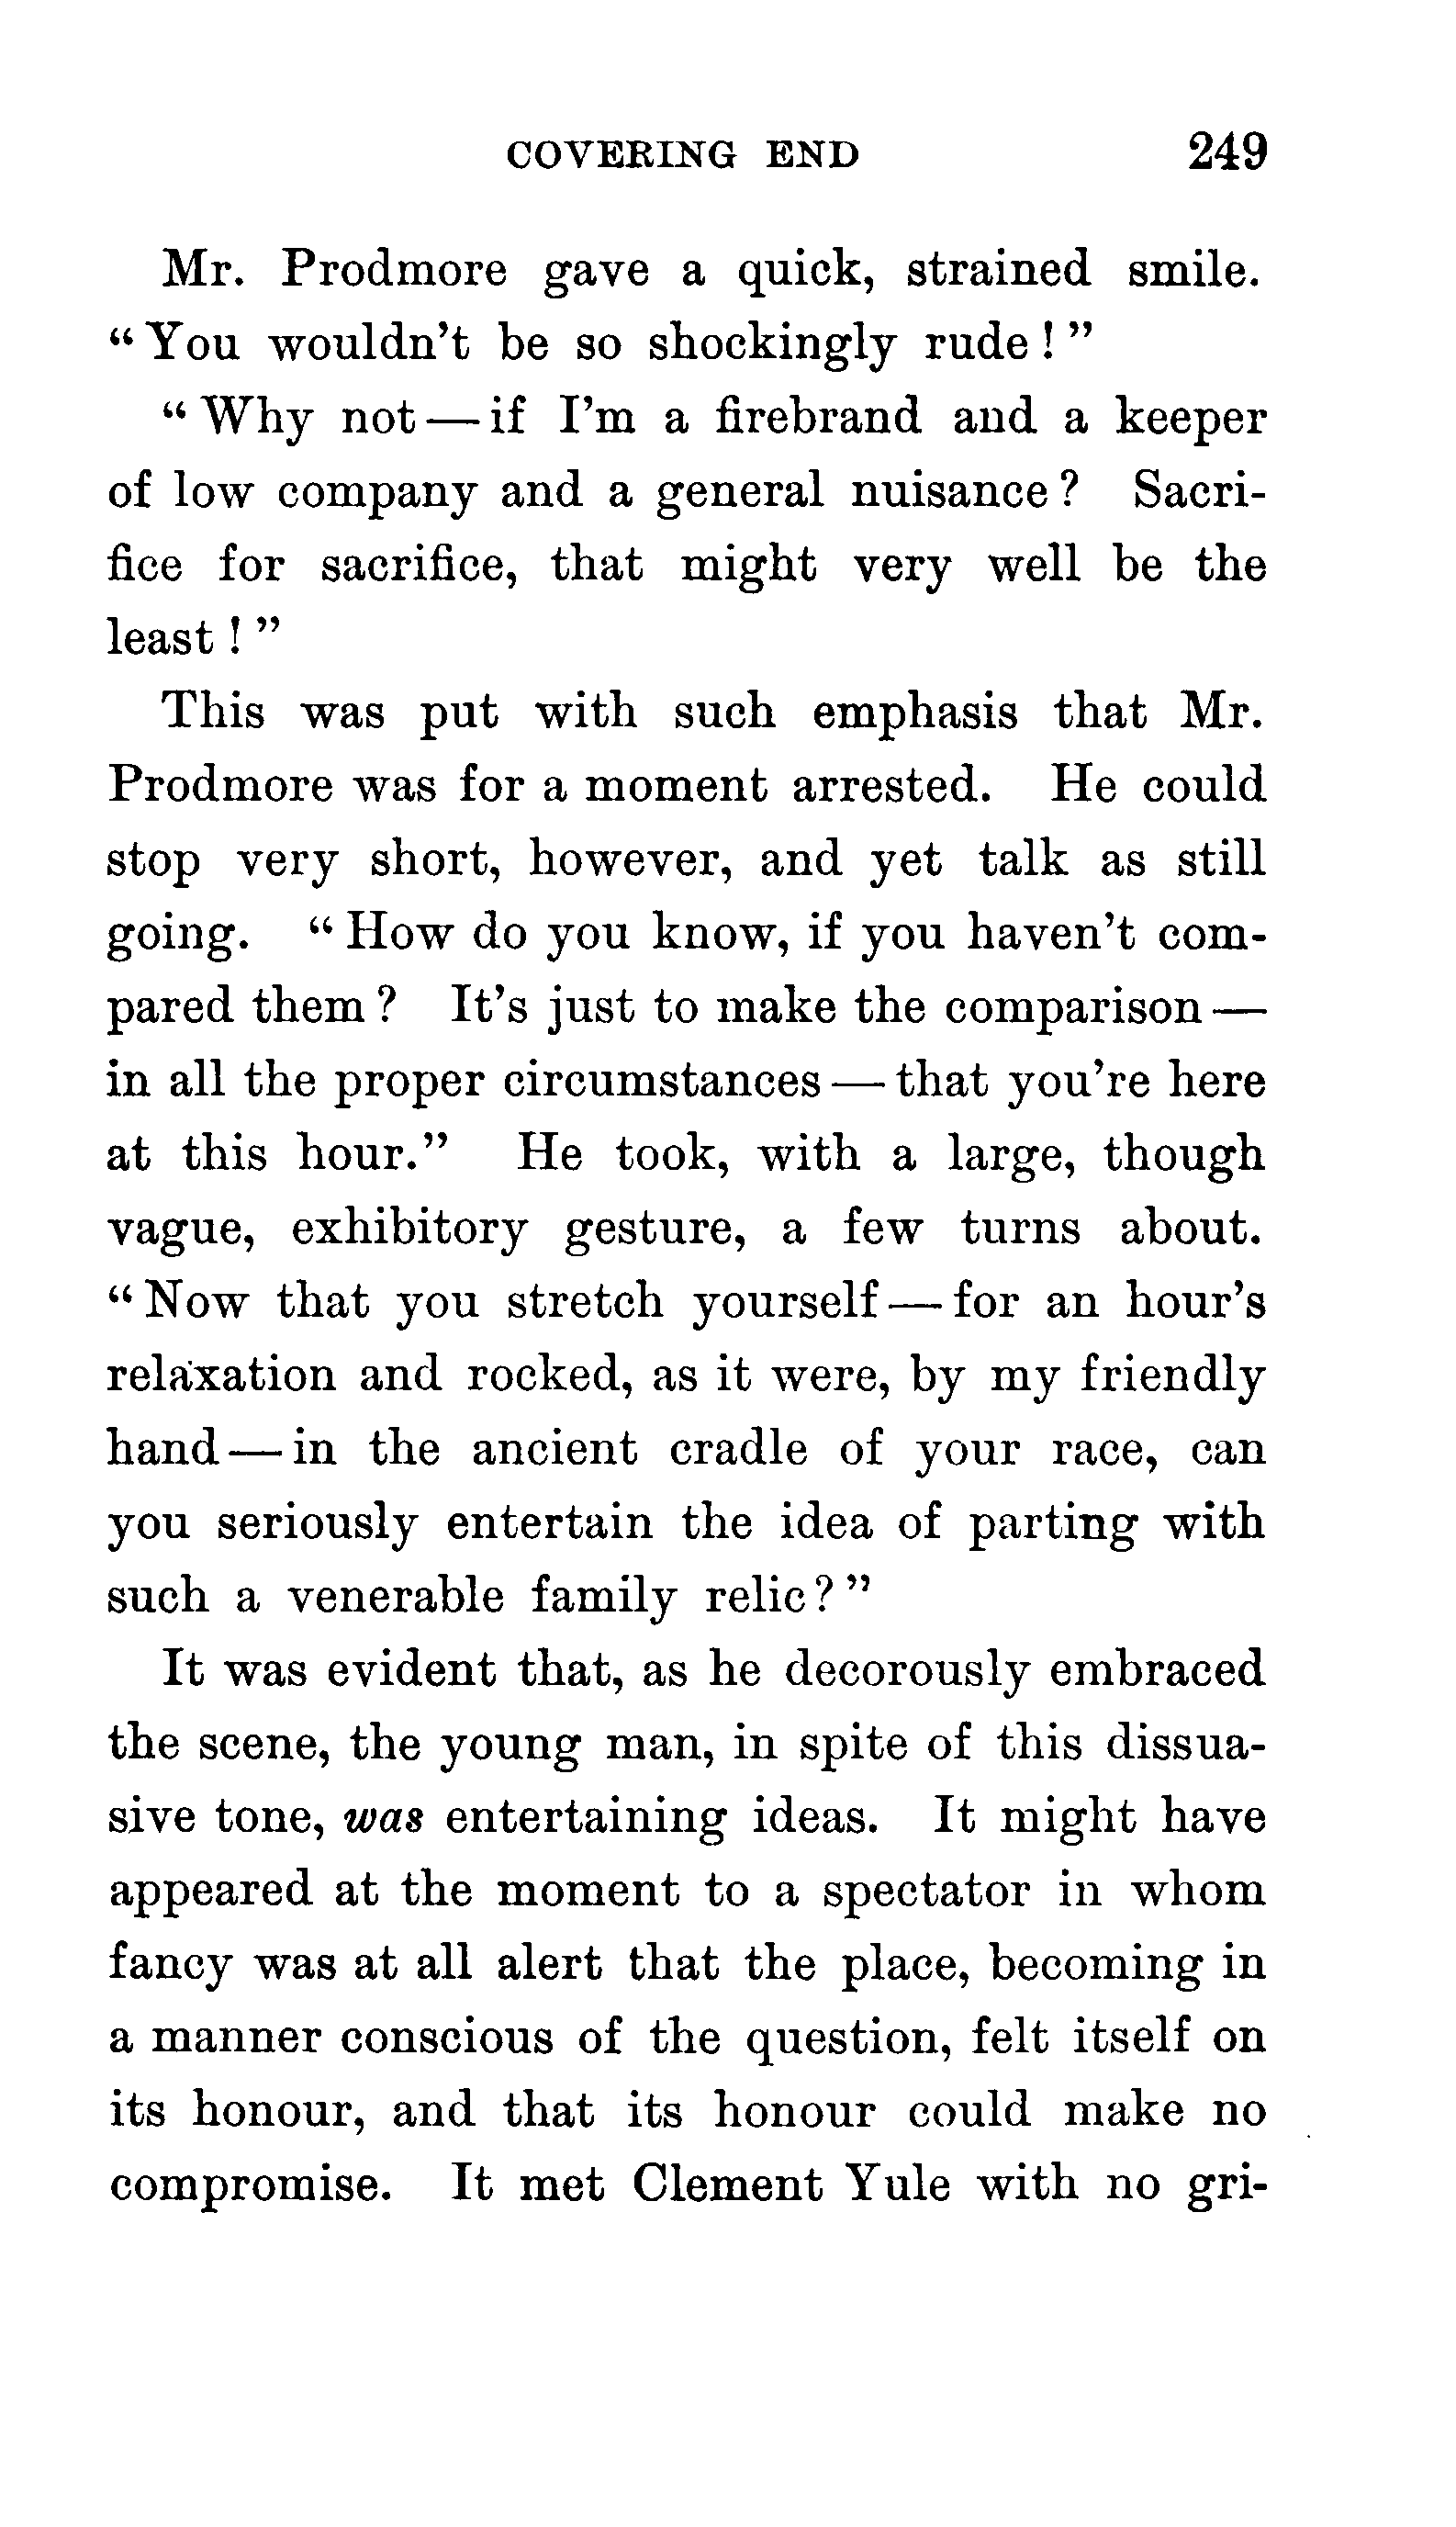 COVERING END 249
Mr. Prodmore gave a quick, strained smile.
“You wouldn’t be so shockingly rude!”
“Why not—if I’m a firebrand and a keeper
of low company and a general nuisance? Sacri-
fice for sacrifice, that might very well be the
least!”
This was put with such emphasis that Mr.
Prodmore was for a moment arrested. He could
stop very short, however, and yet talk as still
going. “How do you know, if you haven’t com-
pared them? It’s just to make the comparison—
in all the proper circumstances—that you’re here
at this hour.” He took, with a large, though
vague, exhibitory gesture, a few turns about.
“Now that you stretch yourself—for an hour’s
relaxation and rocked, as it were, by my friendly
hand—in the ancient cradle of your race, can
you seriously entertain the idea of parting with
such a venerable family relic?”
It was evident that, as he decorously embraced
the scene, the young man, in spite of this dissua-
sive tone, was entertaining ideas. It might have
appeared at the moment to a spectator in whom
fancy was at all alert that the place, becoming in
a manner conscious of the question, felt itself on
its honour, and that its honour could make no
compromise. It met Clement Yule with no gri-